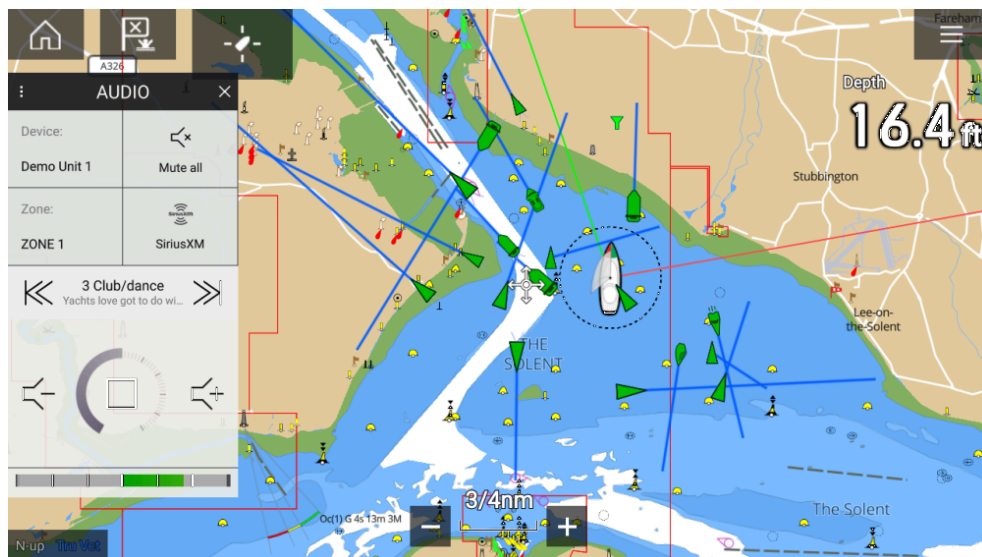 A326
Fareham
AUDIO
Device:
Demo Unit 1
Mute all
Zone:
SiriusXM
ZONE 1
SiriusXM
3 Club/dance
Yachts love got to do wi...
Depth
16.4 ft
Stubbington
Lee-on-
the-Solent
THE
SOLENT
The Solent
3/4nm
Oc(1) G 4s 13m 3M
N-up